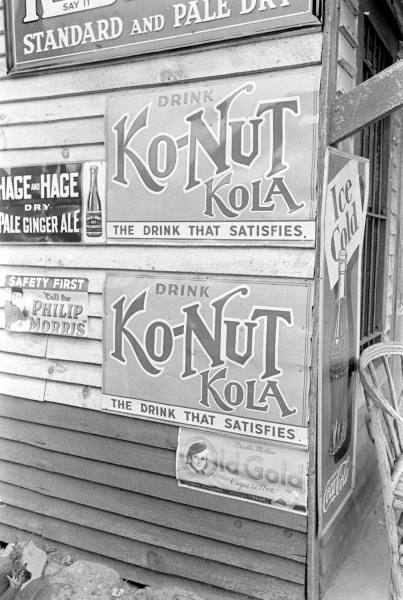 SAY IT
STANDARD AND PALE DRY
DRINK
KO-NUT
KOLA
THE DRINK THAT SATISFIES.
HAGE AND HAGE
DRY
PALE GINGER ALE
Ice
Cold
SAFETY FIRST
"Call for
PHILIP
MORRIS"
DRINK
KO-NUT
KOLA
THE DRINK THAT SATISFIES.
Double-Mellow
Old Gold
Cigarettes
Coca-Cola